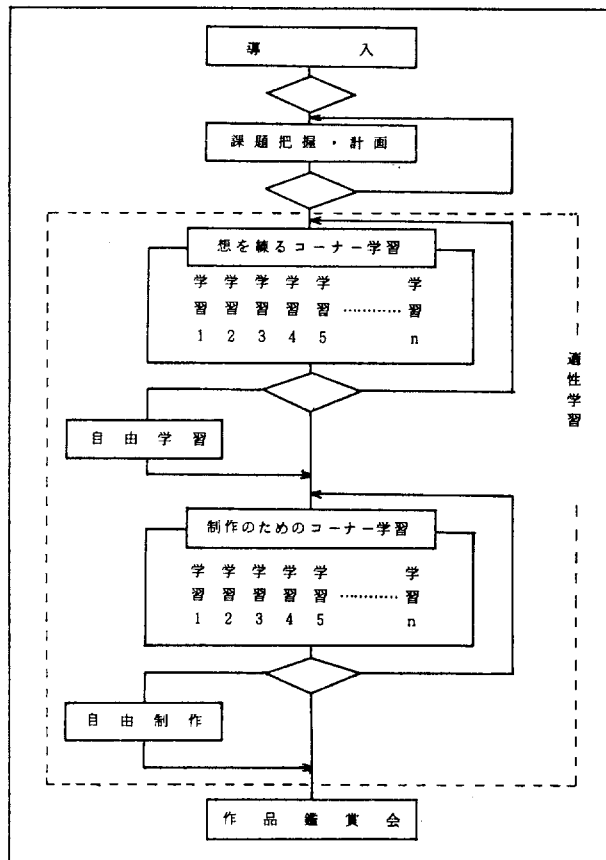 導入
課題把握・計画
想を練るコーナー学習
学習1 学習2 学習3 学習4 学習5 ………… 学習n
適性学習
自由学習
制作のためのコーナー学習
学習1 学習2 学習3 学習4 学習5 ………… 学習n
自由制作
作品鑑賞会